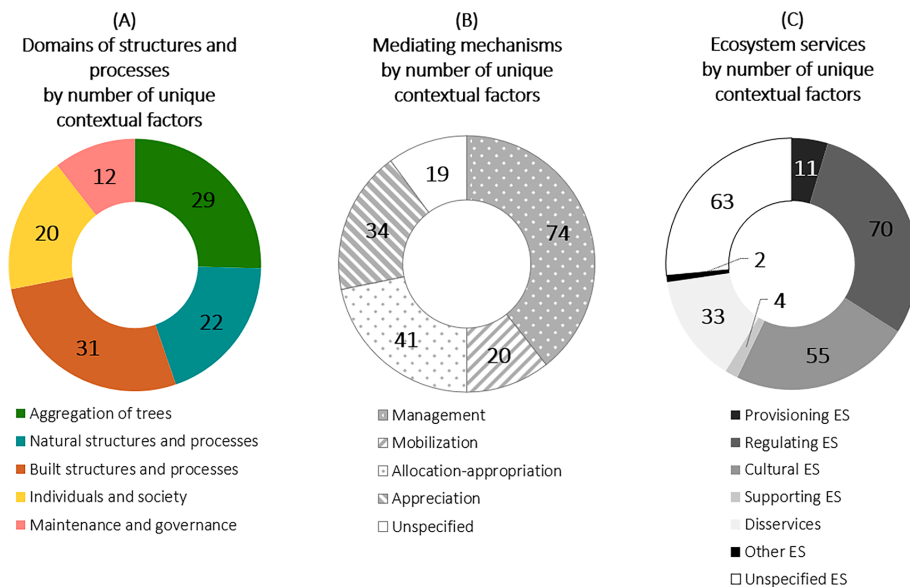 (A)
Domains of structures and
processes
by number of unique
contextual factors
12
29
20
22
31
Aggregation of trees
Natural structures and processes
Built structures and processes
Individuals and society
Maintenance and governance
(B)
Mediating mechanisms
by number of unique
contextual factors
19
74
34
41
20
Management
Mobilization
Allocation-appropriation
Appreciation
Unspecified
(C)
Ecosystem services
by number of unique
contextual factors
11
63
70
2
4
33
55
Provisioning ES
Regulating ES
Cultural ES
Supporting ES
Disservices
Other ES
Unspecified ES